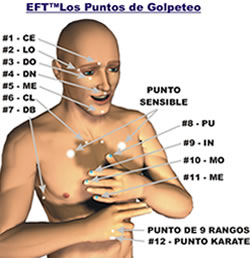 EFT™Los Puntos de Golpeteo
#1 - CE
#2 - LO
#3 - DO
#4 - DN
#5 - ME
#6 - CL
#7 - DB
PUNTO
SENSIBLE
#8 - PU
#9 - IN
#10 - MO
#11 - ME
PUNTO DE 9 RANGOS
#12 - PUNTO KARATE